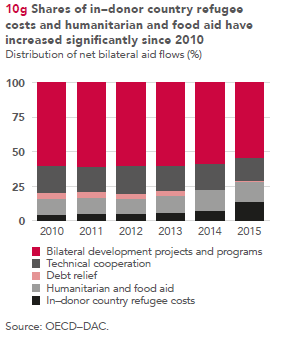 10g Shares of in–donor country refugee
costs and humanitarian and food aid have
increased significantly since 2010
Distribution of net bilateral aid flows (%)
100
75
50
25
0
2010 2011 2012 2013 2014 2015
Bilateral development projects and programs
Technical cooperation
Debt relief
Humanitarian and food aid
In–donor country refugee costs
Source: OECD–DAC.